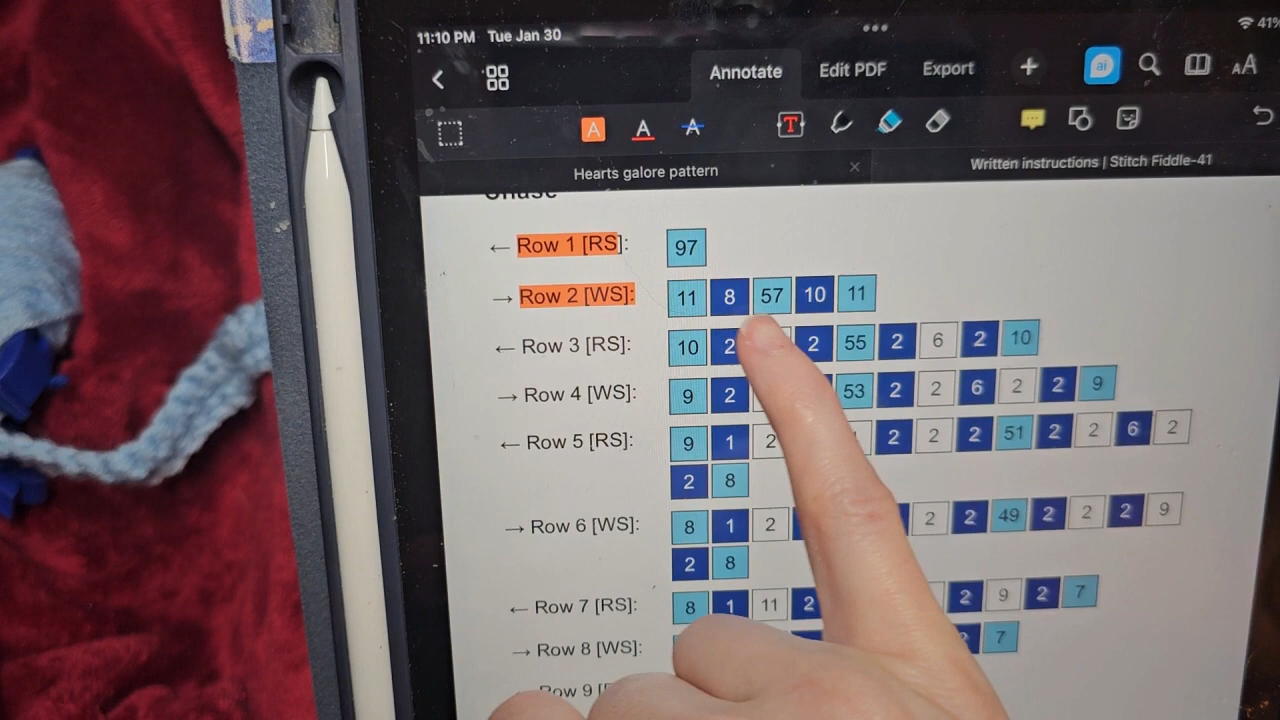 11:10 PM Tue Jan 30 41%
Annotate Edit PDF Export ai AA
A A A T
Hearts galore pattern × Written instructions | Stitch Fiddle-41
Chase
← Row 1 [RS]: 97
→ Row 2 [WS]: 11 8 57 10 11
← Row 3 [RS]: 10 2 2 55 2 6 2 10
→ Row 4 [WS]: 9 2 53 2 2 6 2 2 9
← Row 5 [RS]: 9 1 2 2 2 2 51 2 2 6 2
2 8
→ Row 6 [WS]: 8 1 2 2 2 49 2 2 2 9
2 8
← Row 7 [RS]: 8 1 11 2 2 9 2 7
→ Row 8 [WS]: 7
Row 9